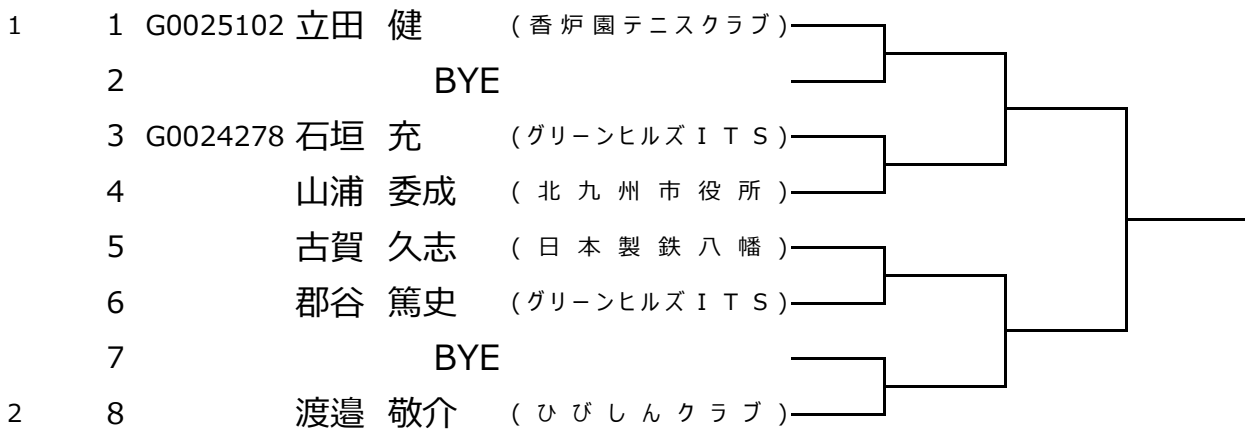 1 1 G0025102 立田 健 (香炉園テニスクラブ)
2 BYE
3 G0024278 石垣 充 (グリーンヒルズITS)
4 山浦 委成 (北九州市役所)
5 古賀 久志 (日本製鉄八幡)
6 郡谷 篤史 (グリーンヒルズITS)
7 BYE
2 8 渡邉 敬介 (ひびしんクラブ)